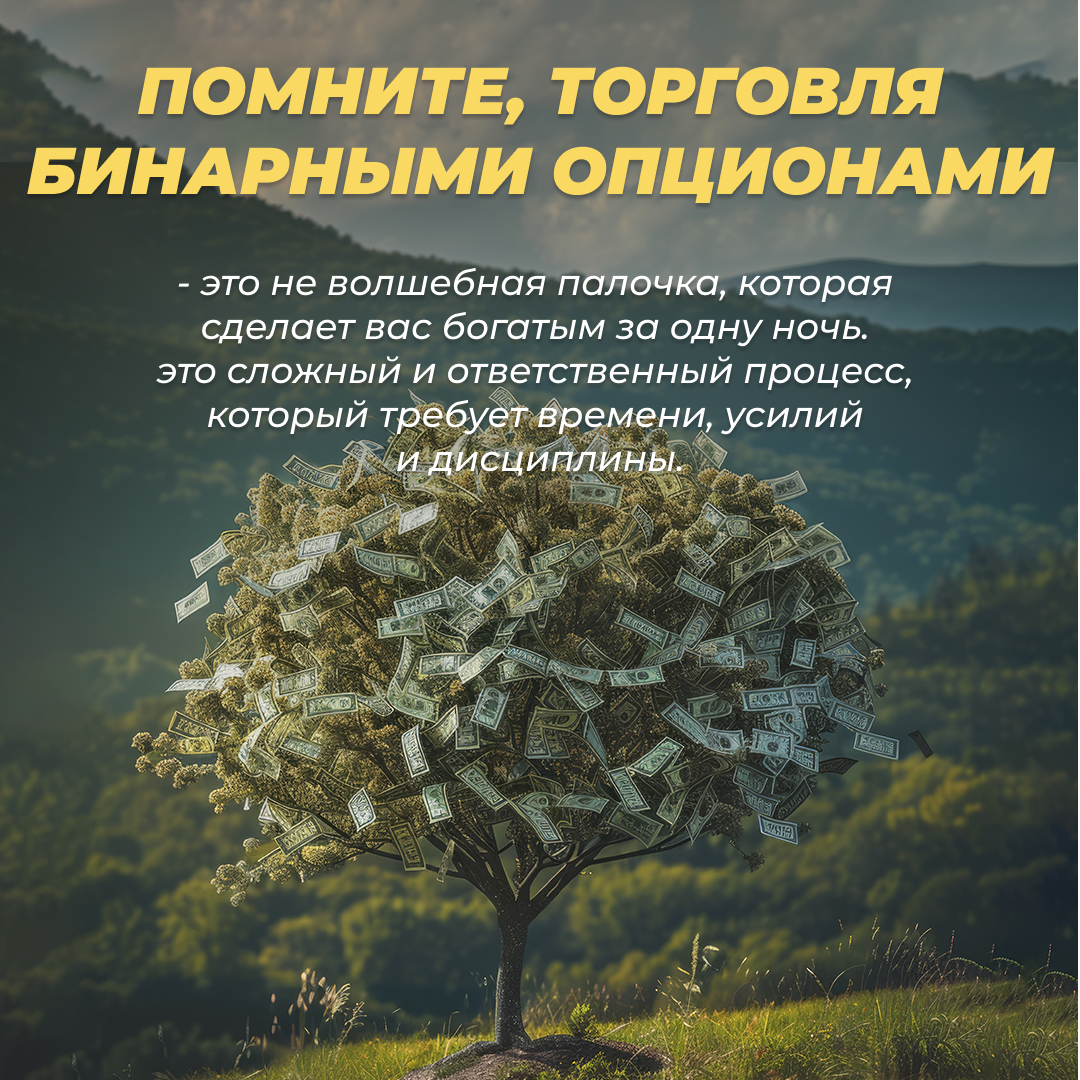 ПОМНИТЕ, ТОРГОВЛЯ
БИНАРНЫМИ ОПЦИОНАМИ
- это не волшебная палочка, которая
сделает вас богатым за одну ночь.
это сложный и ответственный процесс,
который требует времени, усилий
и дисциплины.